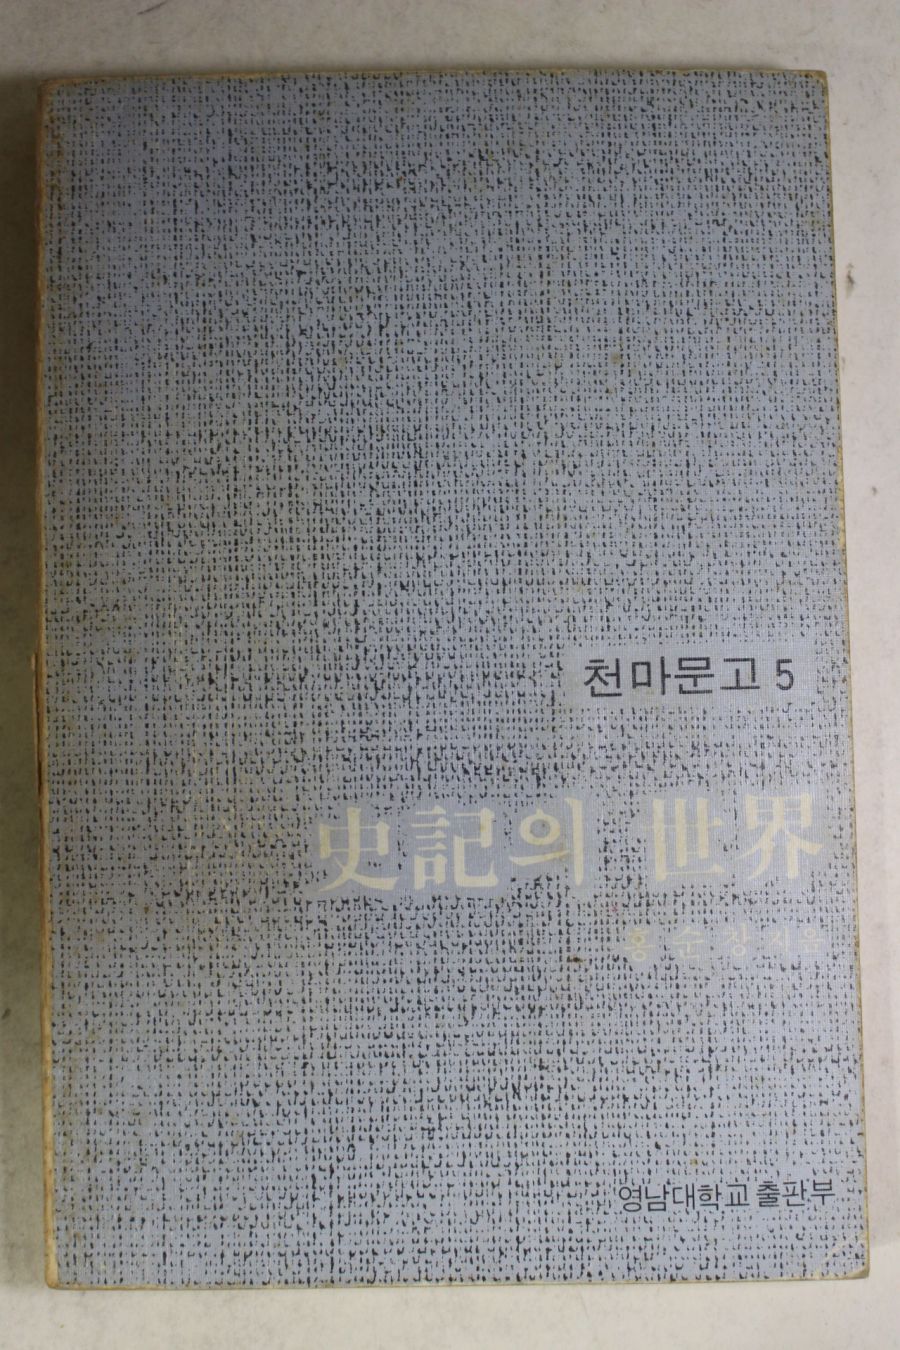 천마문고 5
史記의 世界
홍순창 지음
영남대학교 출판부